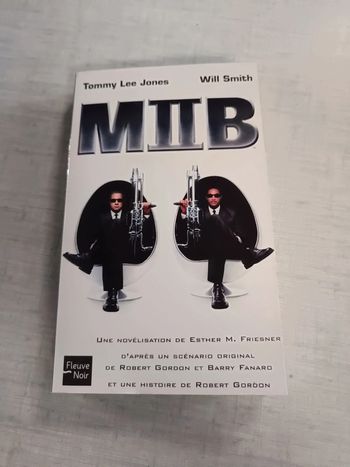 Tommy Lee Jones Will Smith
MIIB
Une novélisation de Esther M. Friesner
d'après un scénario original
de Robert Gordon et Barry Fanaro
et une histoire de Robert Gordon
Fleuve
Noir